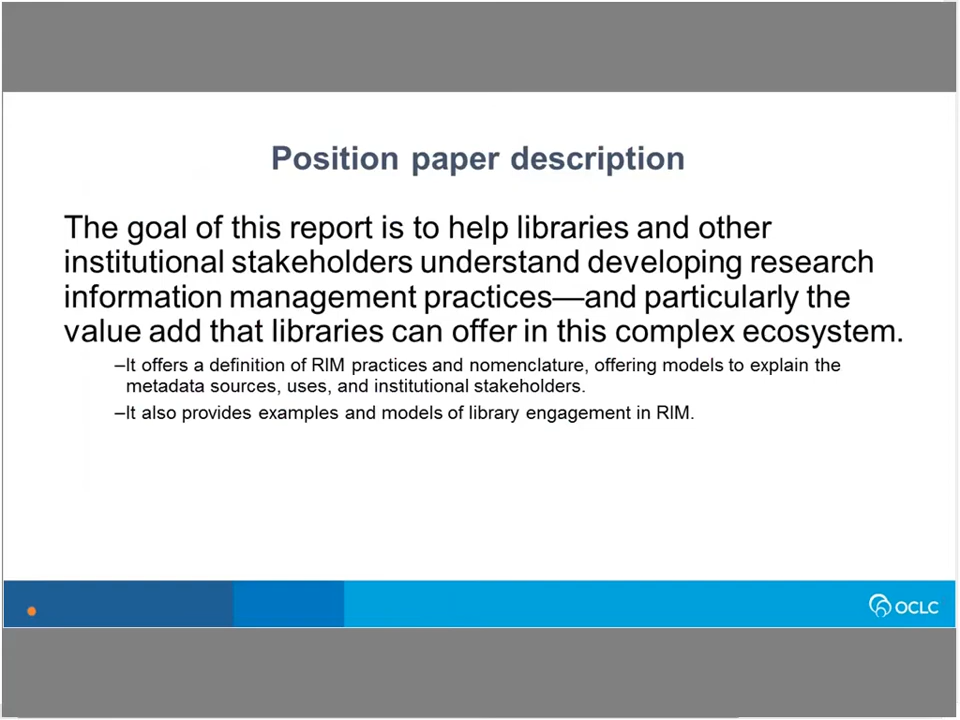 Position paper description
The goal of this report is to help libraries and other
institutional stakeholders understand developing research
information management practices—and particularly the
value add that libraries can offer in this complex ecosystem.
–It offers a definition of RIM practices and nomenclature, offering models to explain the
metadata sources, uses, and institutional stakeholders.
–It also provides examples and models of library engagement in RIM.
OCLC